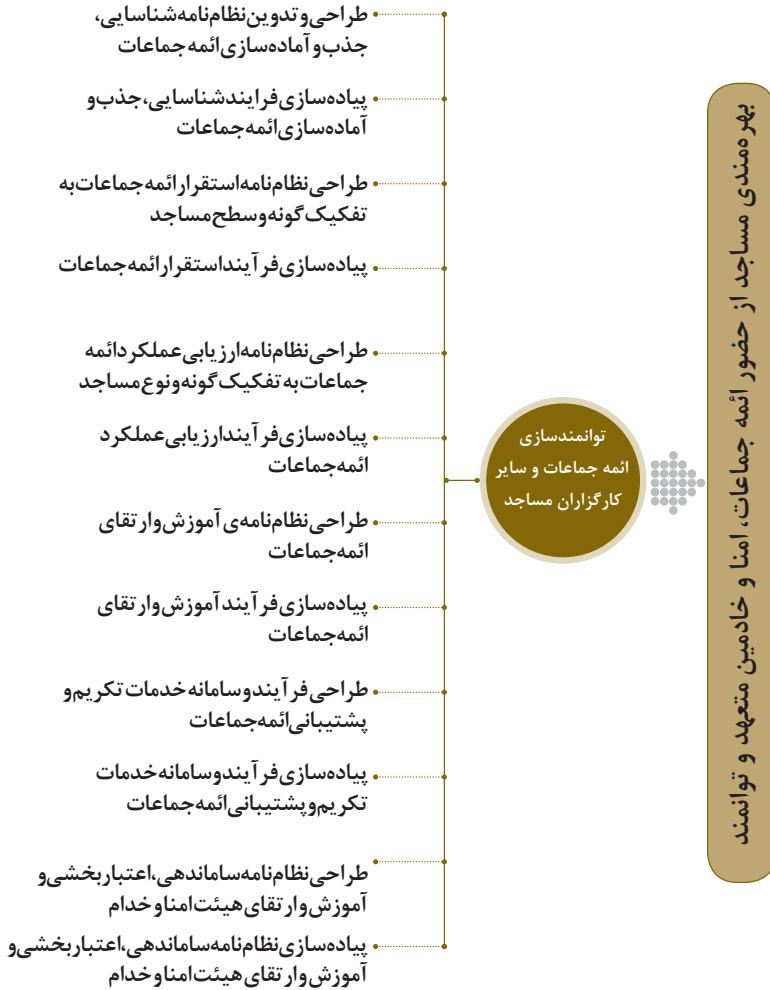 بهره‌مندی مساجد از حضور ائمه جماعات، امنا و خادمین متعهد و توانمند
توانمندسازی
ائمه جماعات و سایر
کارگزاران مساجد
طراحی و تدوین نظام‌نامه شناسایی،
جذب و آماده‌سازی ائمه جماعات
پیاده‌سازی فرایند شناسایی، جذب و
آماده‌سازی ائمه جماعات
طراحی نظام‌نامه استقرار ائمه جماعات به
تفکیک گونه و سطح مساجد
پیاده‌سازی فرآیند استقرار ائمه جماعات
طراحی نظام‌نامه ارزیابی عملکرد ائمه
جماعات به تفکیک گونه و نوع مساجد
پیاده‌سازی فرآیند ارزیابی عملکرد
ائمه جماعات
طراحی نظام‌نامه‌ی آموزش و ارتقای
ائمه جماعات
پیاده‌سازی فرآیند آموزش و ارتقای
ائمه جماعات
طراحی فرآیند و سامانه خدمات تکریم و
پشتیبانی ائمه جماعات
پیاده‌سازی فرآیند و سامانه خدمات
تکریم و پشتیبانی ائمه جماعات
طراحی نظام‌نامه ساماندهی، اعتباربخشی و
آموزش و ارتقای هیئت امنا و خدام
پیاده‌سازی نظام‌نامه ساماندهی، اعتباربخشی و
آموزش و ارتقای هیئت امنا و خدام